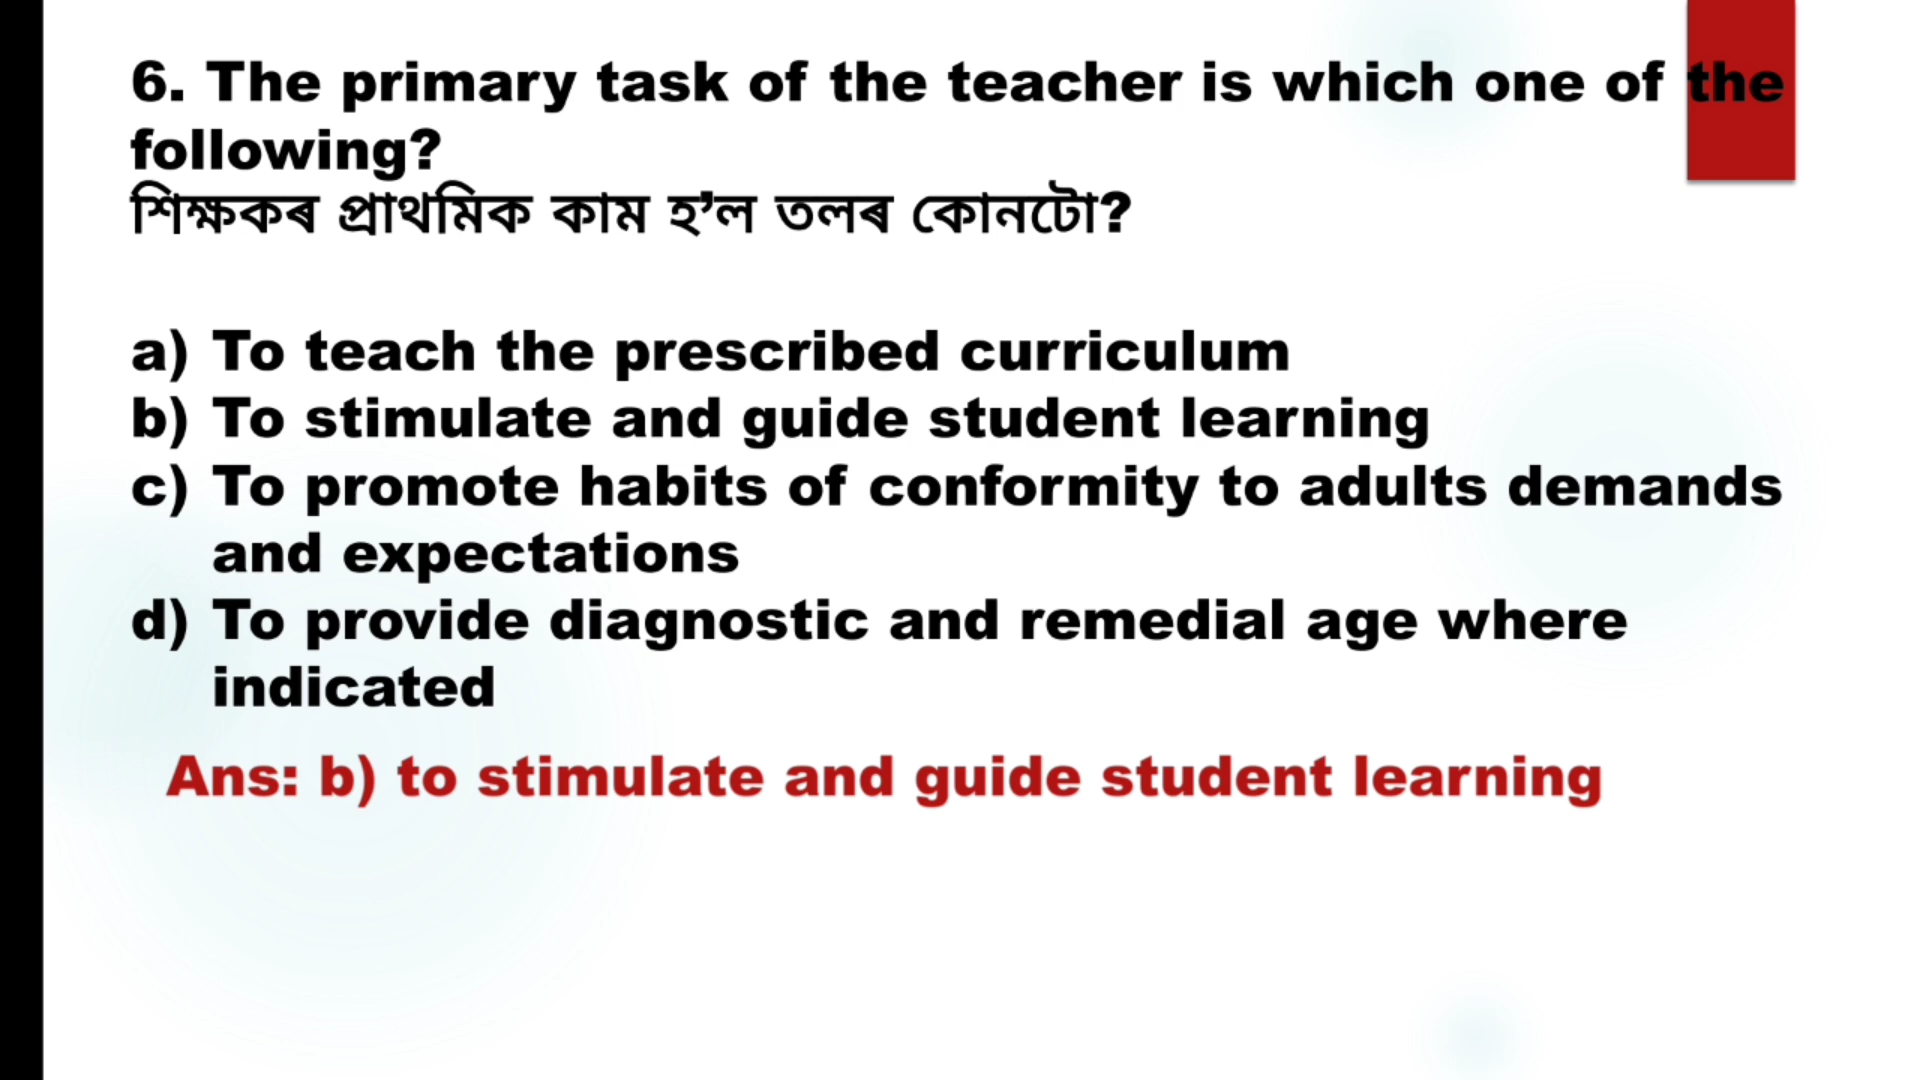 6. The primary task of the teacher is which one of the
following?
শিক্ষকৰ প্ৰাথমিক কাম হ’ল তলৰ কোনটো?
a) To teach the prescribed curriculum
b) To stimulate and guide student learning
c) To promote habits of conformity to adults demands
and expectations
d) To provide diagnostic and remedial age where
indicated
Ans: b) to stimulate and guide student learning